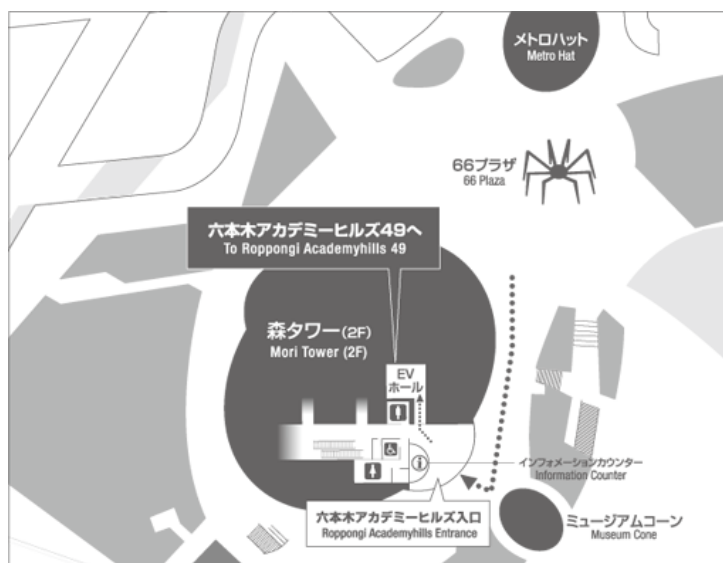 メトロハット
Metro Hat
66プラザ
66 Plaza
六本木アカデミーヒルズ49へ
To Roppongi Academyhills 49
森タワー(2F)
Mori Tower (2F)
EV
ホール
i
インフォメーションカウンター
Information Counter
六本木アカデミーヒルズ入口
Roppongi Academyhills Entrance
ミュージアムコーン
Museum Cone